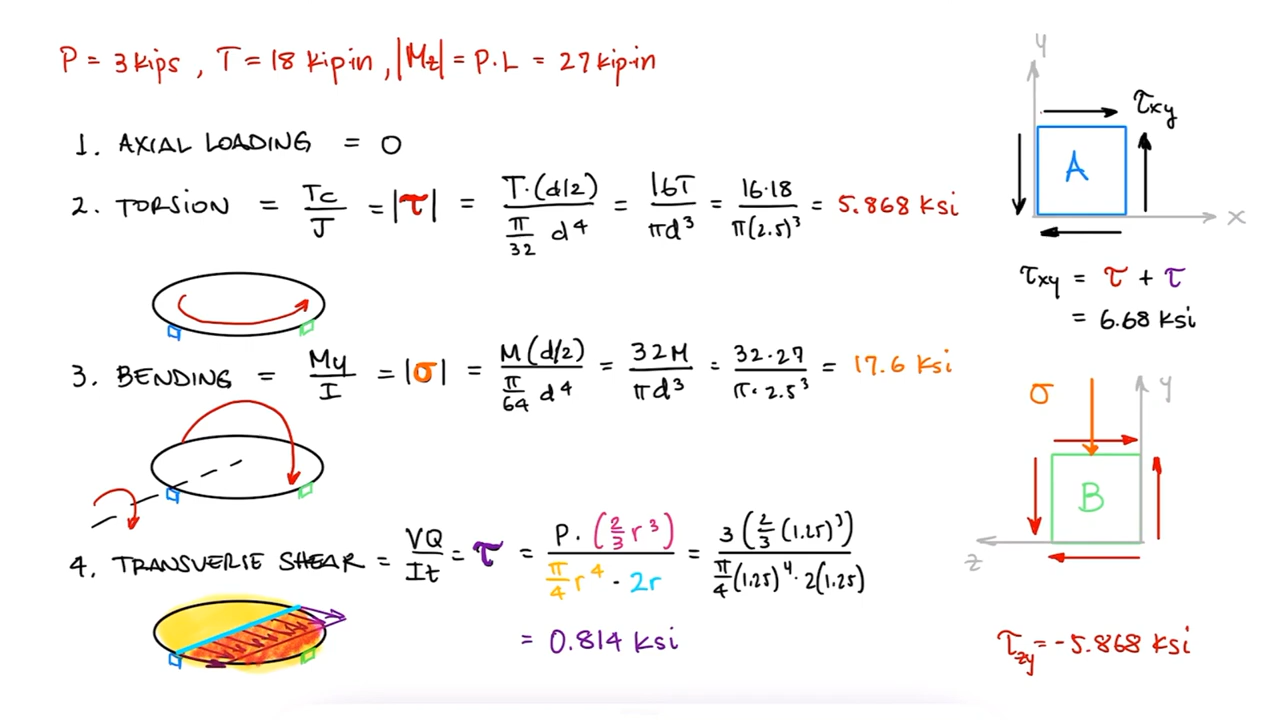 P = 3 kips , T = 18 kip·in , |Mz| = P·L = 27 kip·in
1. AXIAL LOADING = 0
2. TORSION = Tc/J = |τ| = T·(d/2) / (π/32 d⁴) = 16T/πd³ = 16·18/π(2.5)³ = 5.868 ksi
3. BENDING = My/I = |σ| = M(d/2) / (π/64 d⁴) = 32M/πd³ = 32·27/π·2.5³ = 17.6 ksi
4. TRANSVERSE SHEAR = VQ/It = τ = P·(2/3 r³) / (π/4 r⁴ · 2r) = 3(2/3 (1.25)³) / (π/4 (1.25)⁴·2(1.25))
= 0.814 ksi
y
τxy
A
x
τxy = τ + τ
= 6.68 ksi
σ
y
B
z
τzy = -5.868 ksi